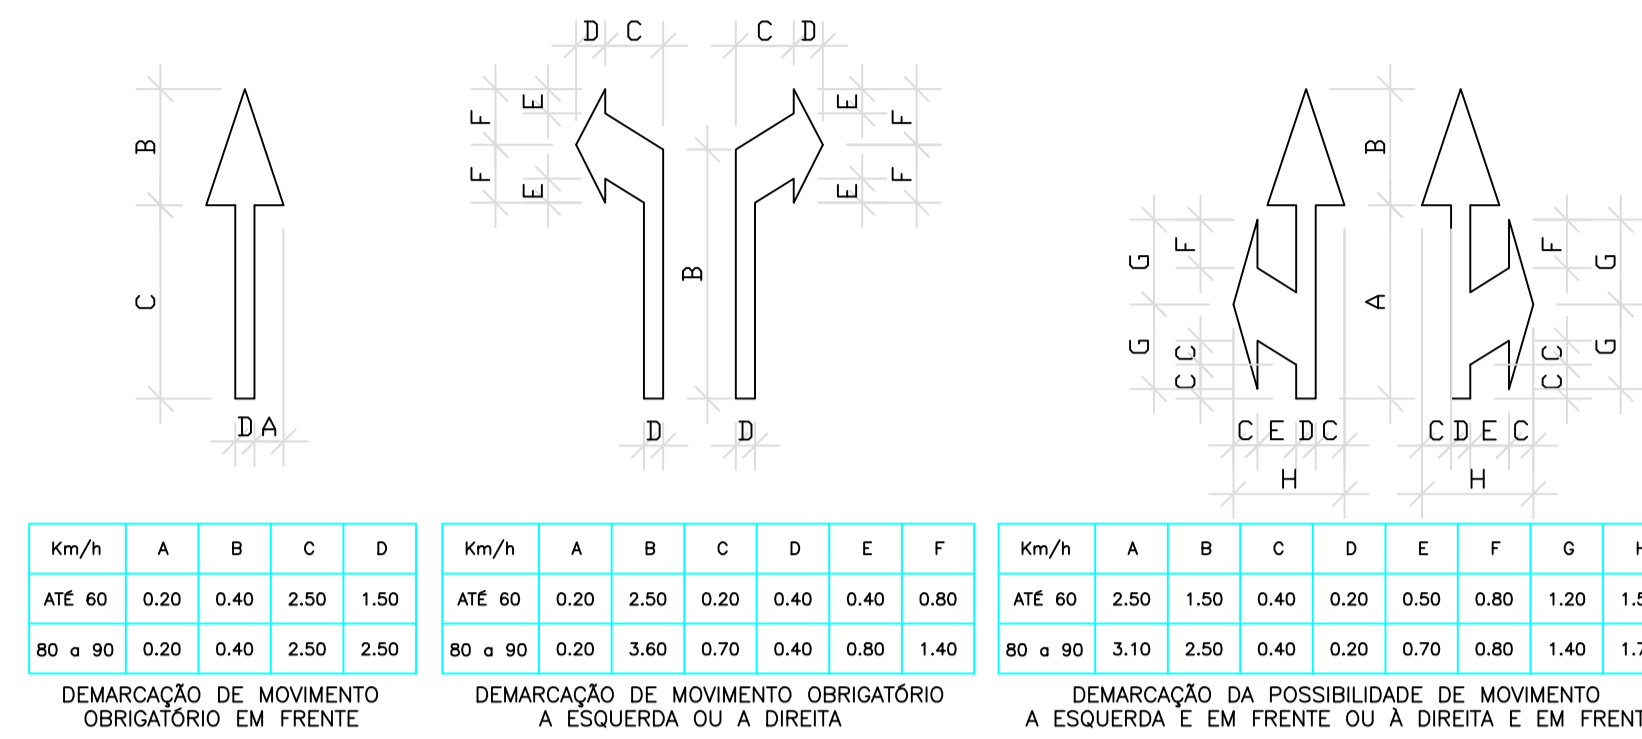 D C C D
E E
F F
B B
F F
E E
F F
G G
B
C A
G G
C C
C C
D A D D C E D C C D E C
H H
Km/h A B C D
ATÉ 60 0.20 0.40 2.50 1.50
80 a 90 0.20 0.40 2.50 2.50
DEMARCAÇÃO DE MOVIMENTO
OBRIGATÓRIO EM FRENTE
Km/h A B C D E F
ATÉ 60 0.20 2.50 0.20 0.40 0.40 0.80
80 a 90 0.20 3.60 0.70 0.40 0.80 1.40
DEMARCAÇÃO DE MOVIMENTO OBRIGATÓRIO
A ESQUERDA OU A DIREITA
Km/h A B C D E F G
ATÉ 60 2.50 1.50 0.40 0.20 0.50 0.80 1.20
80 a 90 3.10 2.50 0.40 0.20 0.70 0.80 1.40
DEMARCAÇÃO DA POSSIBILIDADE DE MOVIMENTO
A ESQUERDA E EM FRENTE OU À DIREITA E EM FRENT